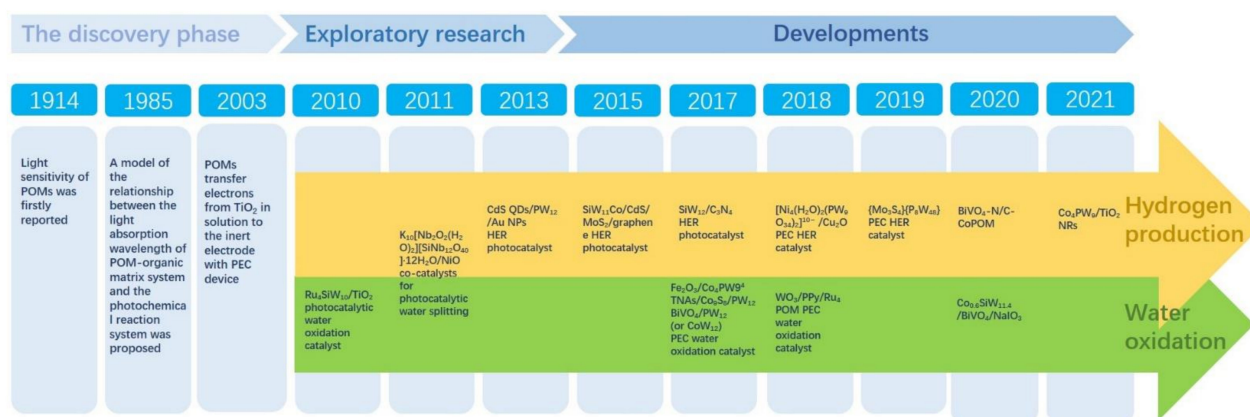 The discovery phase
Exploratory research
Developments
1914
1985
2003
2010
2011
2013
2015
2017
2018
2019
2020
2021
Light
sensitivity of
POMs was
firstly
reported
A model of
the
relationship
between the
light
absorption
wavelength of
POM-organic
matrix system
and the
photochemica
l reaction
system was
proposed
POMs
transfer
electrons
from TiO₂ in
solution to
the inert
electrode
with PEC
device
Ru₄SiW₁₀/TiO₂
photocatalytic
water
oxidation
catalyst
K₁₀[Nb₂O₂(H₂
O)₂][SiNb₁₂O₄₀
]·12H₂O/NiO
co-catalysts
for
photocatalytic
water splitting
CdS QDs/PW₁₂
/Au NPs
HER
photocatalyst
SiW₁₁Co/CdS/
MoS₂/graphen
e HER
photocatalyst
SiW₁₂/C₃N₄
HER
photocatalyst
Fe₂O₃/Co₄PW9⁴
TNAs/Co₉S₈/PW₁₂
BiVO₄/PW₁₂
(or CoW₁₂)
PEC water
oxidation catalyst
[Ni₄(H₂O)₂(PW₉
O₃₄)₂]¹⁰⁻ /Cu₂O
PEC HER
catalyst
WO₃/PPy/Ru₄
POM PEC
water
oxidation
catalyst
{Mo₃S₄}{P₈W₄₈}
PEC HER
catalyst
BiVO₄-N/C-
CoPOM
Co₀.₆SiW₁₁.₄
/BiVO₄/NaIO₃
Co₄PW₉/TiO₂
NRs
Hydrogen
production
Water
oxidation